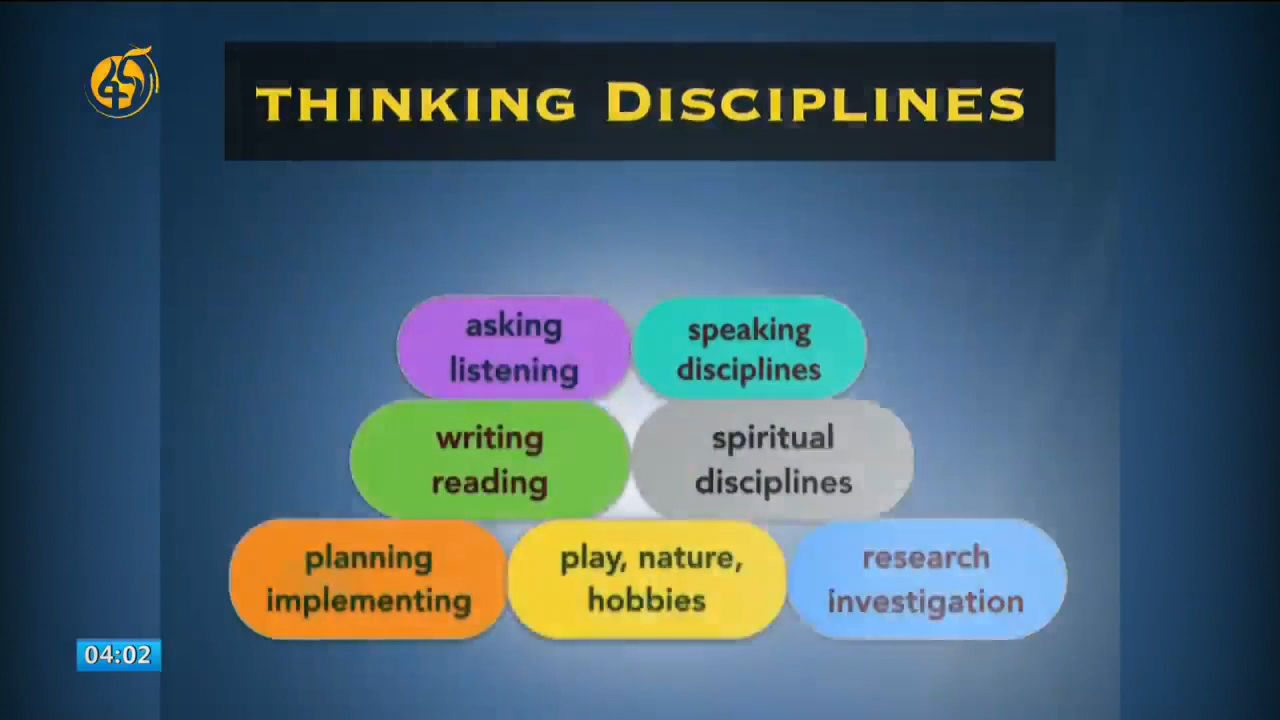 THINKING DISCIPLINES
asking
listening
speaking
disciplines
writing
reading
spiritual
disciplines
planning
implementing
play, nature,
hobbies
research
investigation
04:02